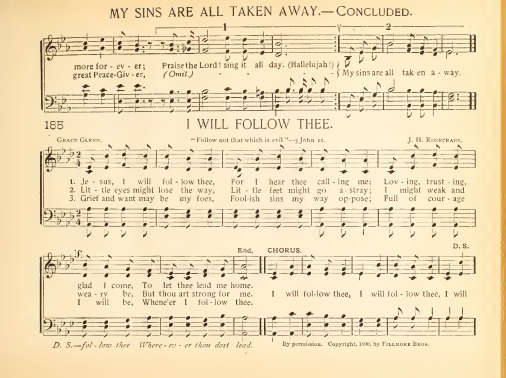 MY SINS ARE ALL TAKEN AWAY.—CONCLUDED.
1 2
more for - ev - er; Praise the Lord! sing it all day. (Hallelujah!)
great Peace-Giv - er, (Omit.) My sins are all tak-en a - way.
185 I WILL FOLLOW THEE.
GRACE GLENN. "Follow not that which is evil."—3 John 11. J. H. ROSECRANS.
1. Je - sus, I will fol - low thee, For I hear thee call - ing me; Lov - ing, trust - ing,
2. Lit - tle eyes might lose the way, Lit - tle feet might go a - stray; I might weak and
3. Grief and want may be my foes, Fool-ish sins my way op - pose; Full of cour - age
End. CHORUS. D. S.
glad I come, To let thee lead me home.
wea - ry be, But thou art strong for me. I will fol-low thee, I will fol - low thee, I will
I will be, Whene'er I fol - low thee.
D. S.—fol - low thee Where - ev - er thou dost lead. By permission. Copyright, 1890, by FILLMORE BROS.